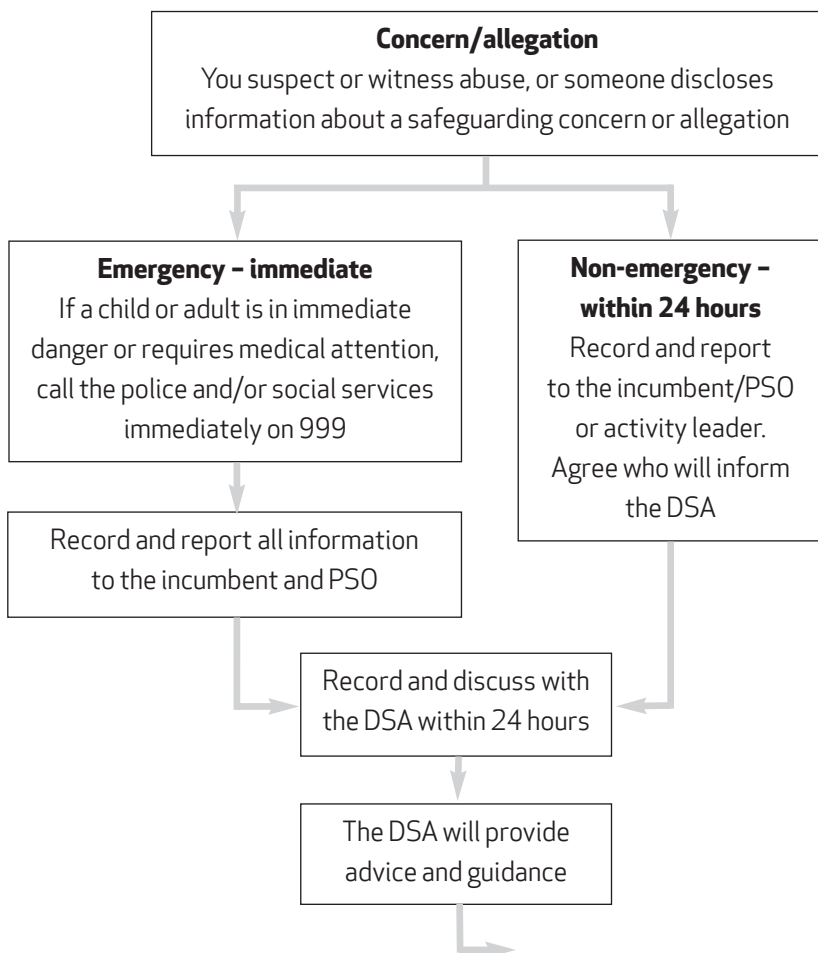 Concern/allegation
You suspect or witness abuse, or someone discloses
information about a safeguarding concern or allegation
Emergency – immediate
If a child or adult is in immediate
danger or requires medical attention,
call the police and/or social services
immediately on 999
Non-emergency –
within 24 hours
Record and report
to the incumbent/PSO
or activity leader.
Agree who will inform
the DSA
Record and report all information
to the incumbent and PSO
Record and discuss with
the DSA within 24 hours
The DSA will provide
advice and guidance